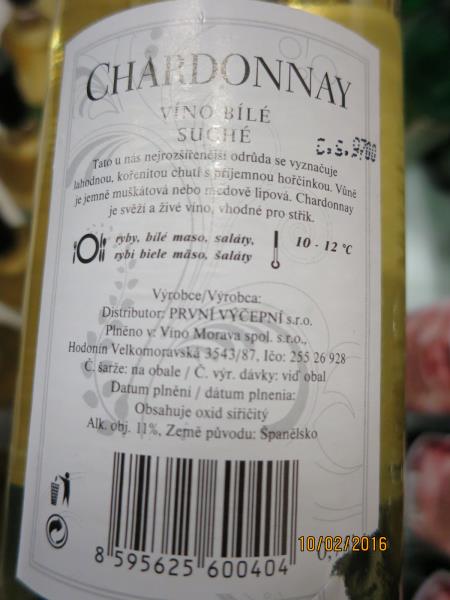 CHARDONNAY
VÍNO BÍLÉ
SUCHÉ
Č.Š.9700
Tato u nás nejrozšířenější odrůda se vyznačuje
lahodnou, kořenitou chutí s příjemnou hořčinkou. Vůně
je jemně muškátová nebo medově lipová. Chardonnay
je svěží a živé víno, vhodné pro střik.
ryby, bílé maso, saláty,
rybi biele mäso, šaláty
10 - 12 °C
Výrobce/Výrobca:
Distributor: PRVNÍ VÝČEPNÍ s.r.o.
Plněno v: Vino Morava spol. s.r.o.,
Hodonín Velkomoravská 3543/87, Ičo: 255 26 928
Č. šarže: na obale / Č. výr. dávky: viď obal
Datum plnění / dátum plnenia:
Obsahuje oxid siřičitý
Alk. obj. 11%, Země původu: Španělsko
8 595625 600404
10/02/2016